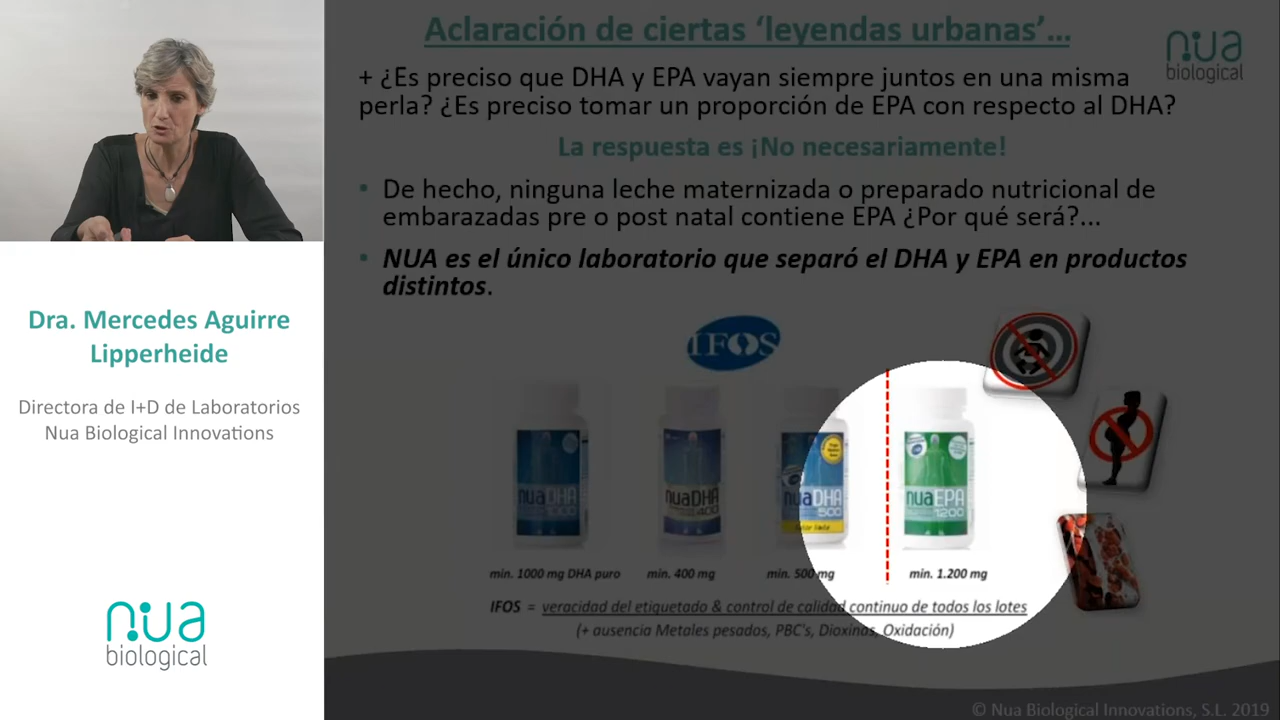 Aclaración de ciertas ‘leyendas urbanas’...
nua
biological
+ ¿Es preciso que DHA y EPA vayan siempre juntos en una misma
perla? ¿Es preciso tomar un proporción de EPA con respecto al DHA?
La respuesta es ¡No necesariamente!
• De hecho, ninguna leche maternizada o preparado nutricional de
embarazadas pre o post natal contiene EPA ¿Por qué será?...
• NUA es el único laboratorio que separó el DHA y EPA en productos
distintos.
IFOS
nuaDHA
1000
nuaDHA
400
nuaDHA
500
nuaEPA
1200
min. 1000 mg DHA puro
min. 400 mg
min. 500 mg
min. 1.200 mg
IFOS = veracidad del etiquetado & control de calidad continuo de todos los lotes
(+ ausencia Metales pesados, PBC's, Dioxinas, Oxidación)
© Nua Biological Innovations, S.L. 2019
Dra. Mercedes Aguirre
Lipperheide
Directora de I+D de Laboratorios
Nua Biological Innovations
nua
biological